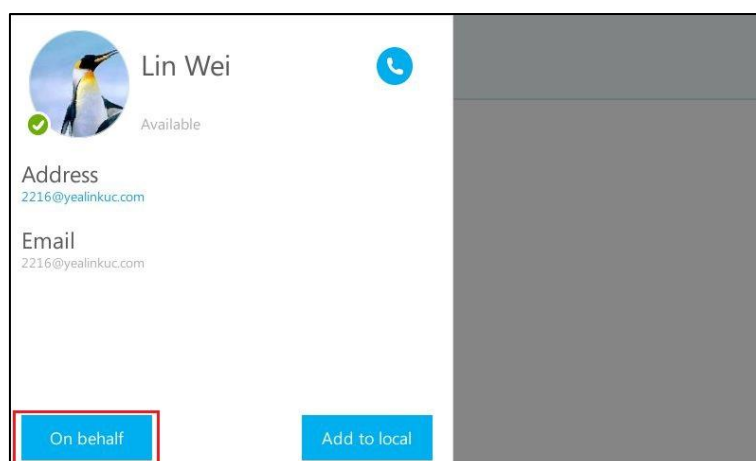 Lin Wei
Available
Address
2216@yealinkuc.com
Email
2216@yealinkuc.com
On behalf
Add to local